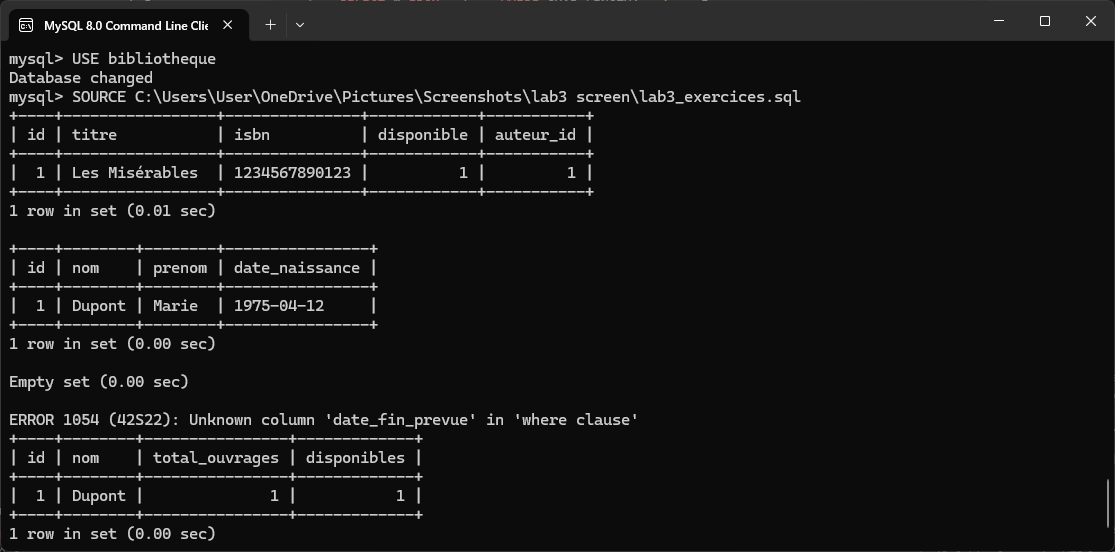 MySQL 8.0 Command Line Clie
mysql> USE bibliotheque
Database changed
mysql> SOURCE C:\Users\User\OneDrive\Pictures\Screenshots\lab3 screen\lab3_exercices.sql
+----+-----------------+---------------+------------+-----------+
| id | titre           | isbn          | disponible | auteur_id |
+----+-----------------+---------------+------------+-----------+
|  1 | Les Misérables  | 1234567890123 |          1 |         1 |
+----+-----------------+---------------+------------+-----------+
1 row in set (0.01 sec)
+----+--------+--------+----------------+
| id | nom    | prenom | date_naissance |
+----+--------+--------+----------------+
|  1 | Dupont | Marie  | 1975-04-12     |
+----+--------+--------+----------------+
1 row in set (0.00 sec)
Empty set (0.00 sec)
ERROR 1054 (42S22): Unknown column 'date_fin_prevue' in 'where clause'
+----+--------+----------------+-------------+
| id | nom    | total_ouvrages | disponibles |
+----+--------+----------------+-------------+
|  1 | Dupont |              1 |           1 |
+----+--------+----------------+-------------+
1 row in set (0.00 sec)